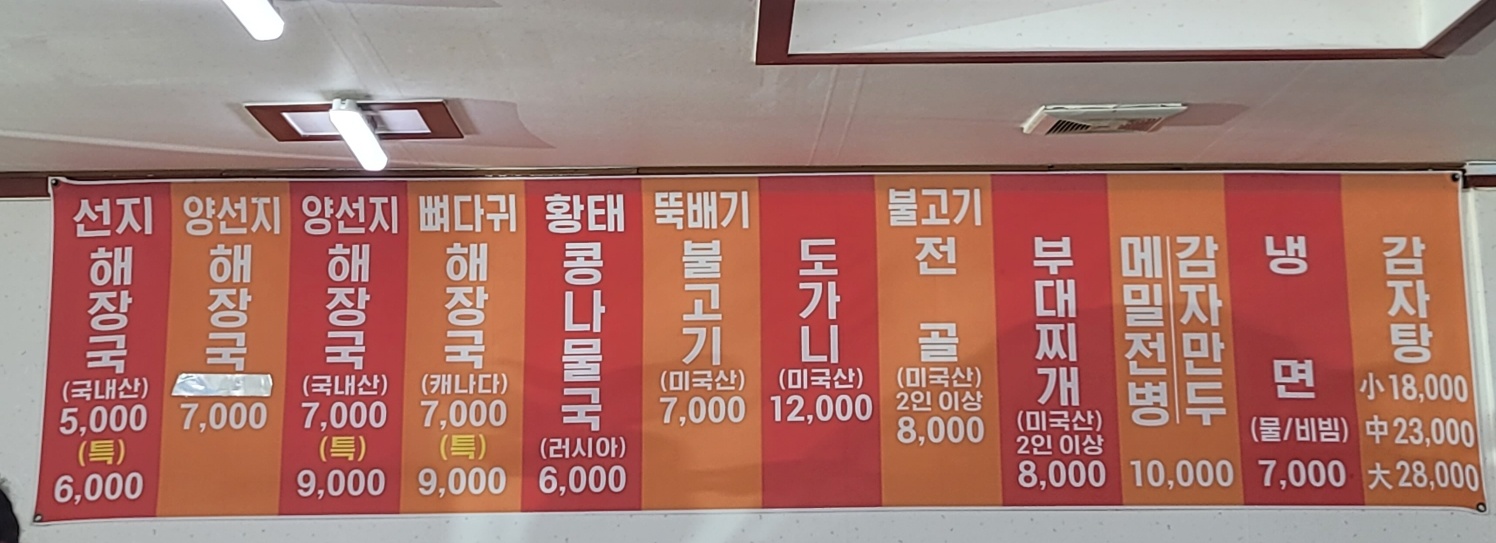 선지
해장국
(국내산)
5,000
(특)
6,000
양선지
해장국
7,000
양선지
해장국
(국내산)
7,000
(특)
9,000
뼈다귀
해장국
(캐나다)
7,000
(특)
9,000
황태
콩나물국
(러시아)
6,000
뚝배기
불고기
(미국산)
7,000
도가니
(미국산)
12,000
불고기
전골
(미국산)
2인 이상
8,000
부대찌개
(미국산)
2인 이상
8,000
메밀전병
감자만두
10,000
냉면
(물/비빔)
7,000
감자탕
小 18,000
中 23,000
大 28,000